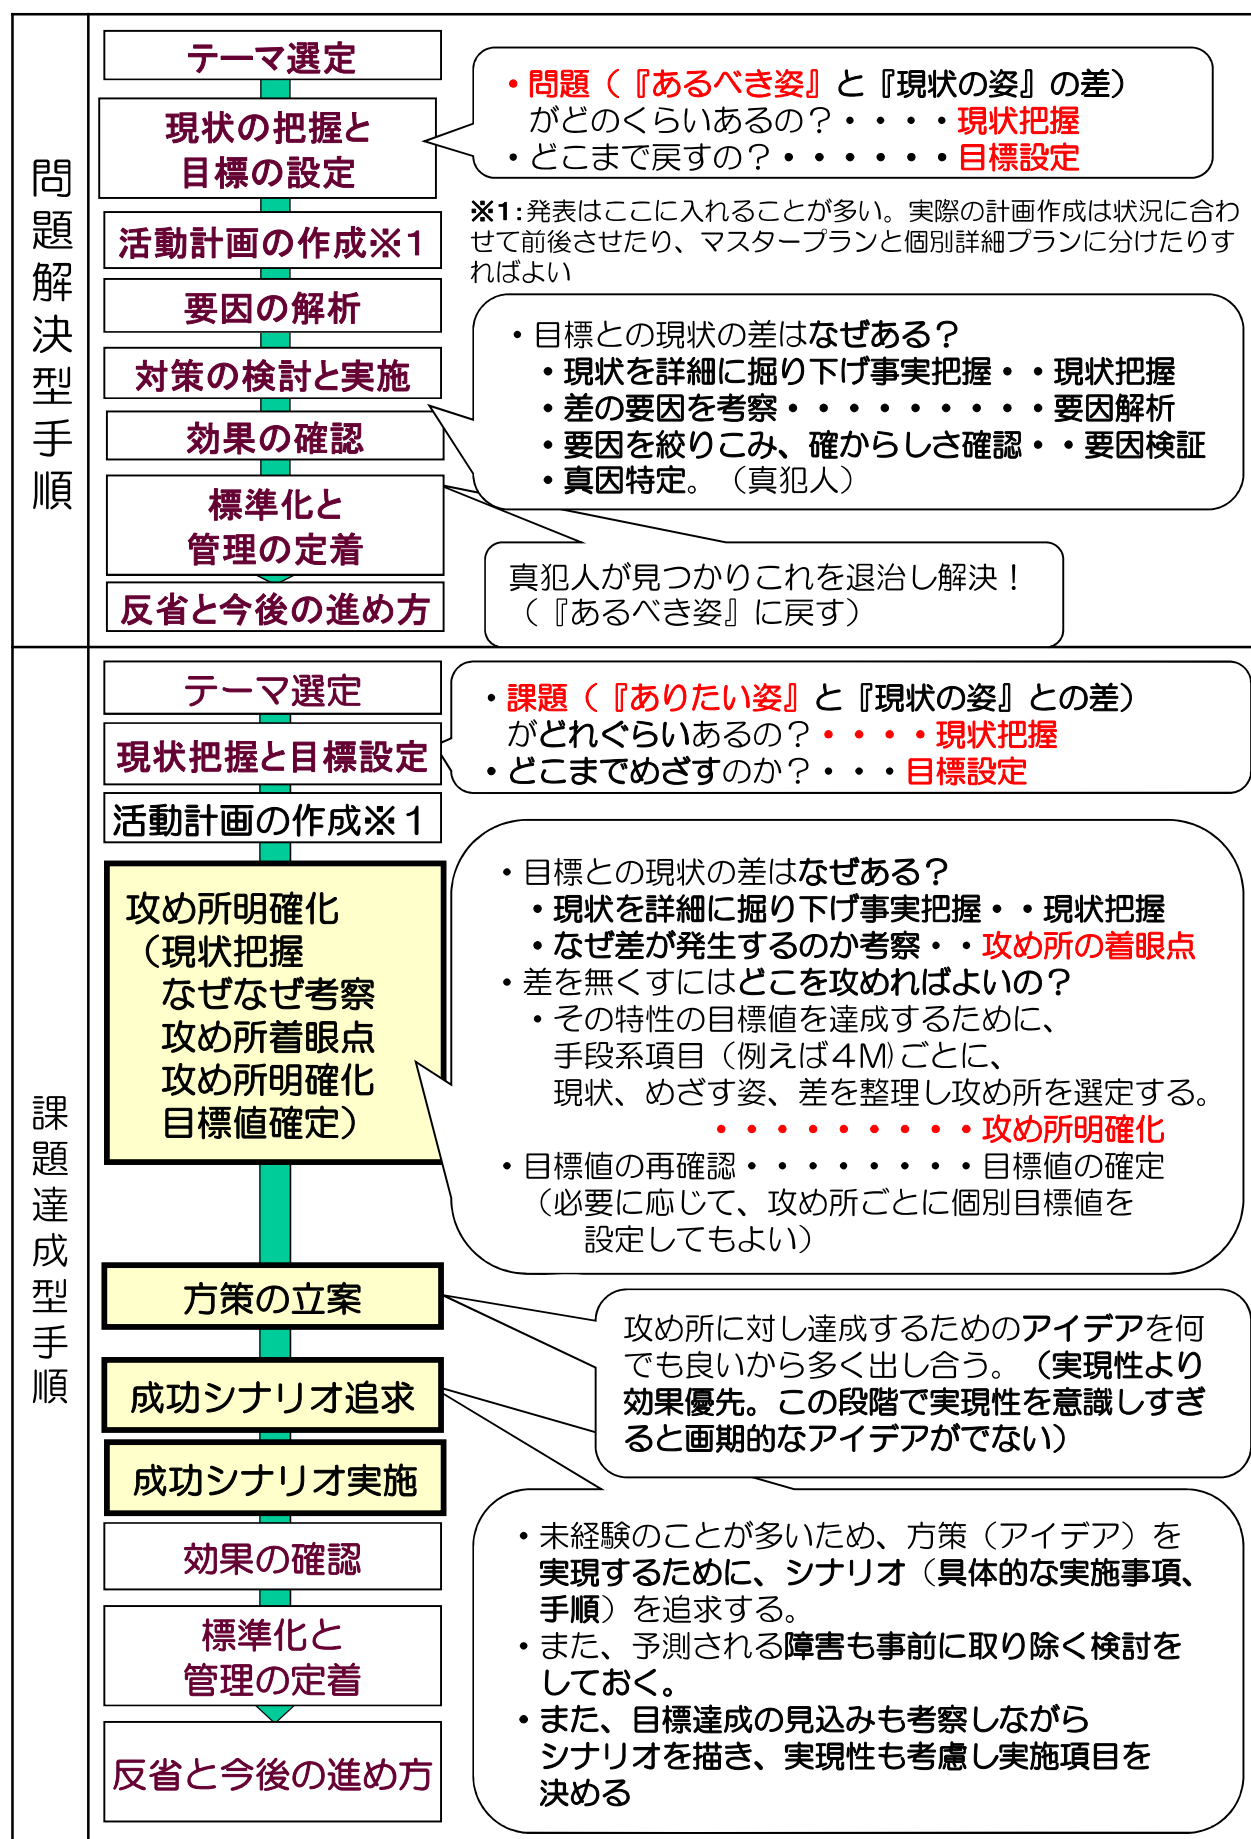 問題解決型手順
テーマ選定
現状の把握と
目標の設定
活動計画の作成※1
要因の解析
対策の検討と実施
効果の確認
標準化と
管理の定着
反省と今後の進め方
・問題（『あるべき姿』と『現状の姿』の差）
がどのくらいあるの？・・・・現状把握
・どこまで戻すの？・・・・・・目標設定
※1:発表はここに入れることが多い。実際の計画作成は状況に合わ
せて前後させたり、マスタープランと個別詳細プランに分けたりす
ればよい
・目標との現状の差はなぜある？
・現状を詳細に掘り下げ事実把握・・現状把握
・差の要因を考察・・・・・・・・・要因解析
・要因を絞りこみ、確からしさ確認・・要因検証
・真因特定。（真犯人）
真犯人が見つかりこれを退治し解決！
（『あるべき姿』に戻す）
課題達成型手順
テーマ選定
現状把握と目標設定
活動計画の作成※1
攻め所明確化
（現状把握
なぜなぜ考察
攻め所着眼点
攻め所明確化
目標値確定）
方策の立案
成功シナリオ追求
成功シナリオ実施
効果の確認
標準化と
管理の定着
反省と今後の進め方
・課題（『ありたい姿』と『現状の姿』との差）
がどれぐらいあるの？・・・・現状把握
・どこまでめざすのか？・・・目標設定
・目標との現状の差はなぜある？
・現状を詳細に掘り下げ事実把握・・現状把握
・なぜ差が発生するのか考察・・攻め所の着眼点
・差を無くすにはどこを攻めればよいの？
・その特性の目標値を達成するために、
手段系項目（例えば４M)ごとに、
現状、めざす姿、差を整理し攻め所を選定する。
・・・・・・・・・攻め所明確化
・目標値の再確認・・・・・・・・目標値の確定
（必要に応じて、攻め所ごとに個別目標値を
設定してもよい）
攻め所に対し達成するためのアイデアを何
でも良いから多く出し合う。（実現性より
効果優先。この段階で実現性を意識しすぎ
ると画期的なアイデアがでない）
・未経験のことが多いため、方策（アイデア）を
実現するために、シナリオ（具体的な実施事項、
手順）を追求する。
・また、予測される障害も事前に取り除く検討を
しておく。
・また、目標達成の見込みも考察しながら
シナリオを描き、実現性も考慮し実施項目を
決める